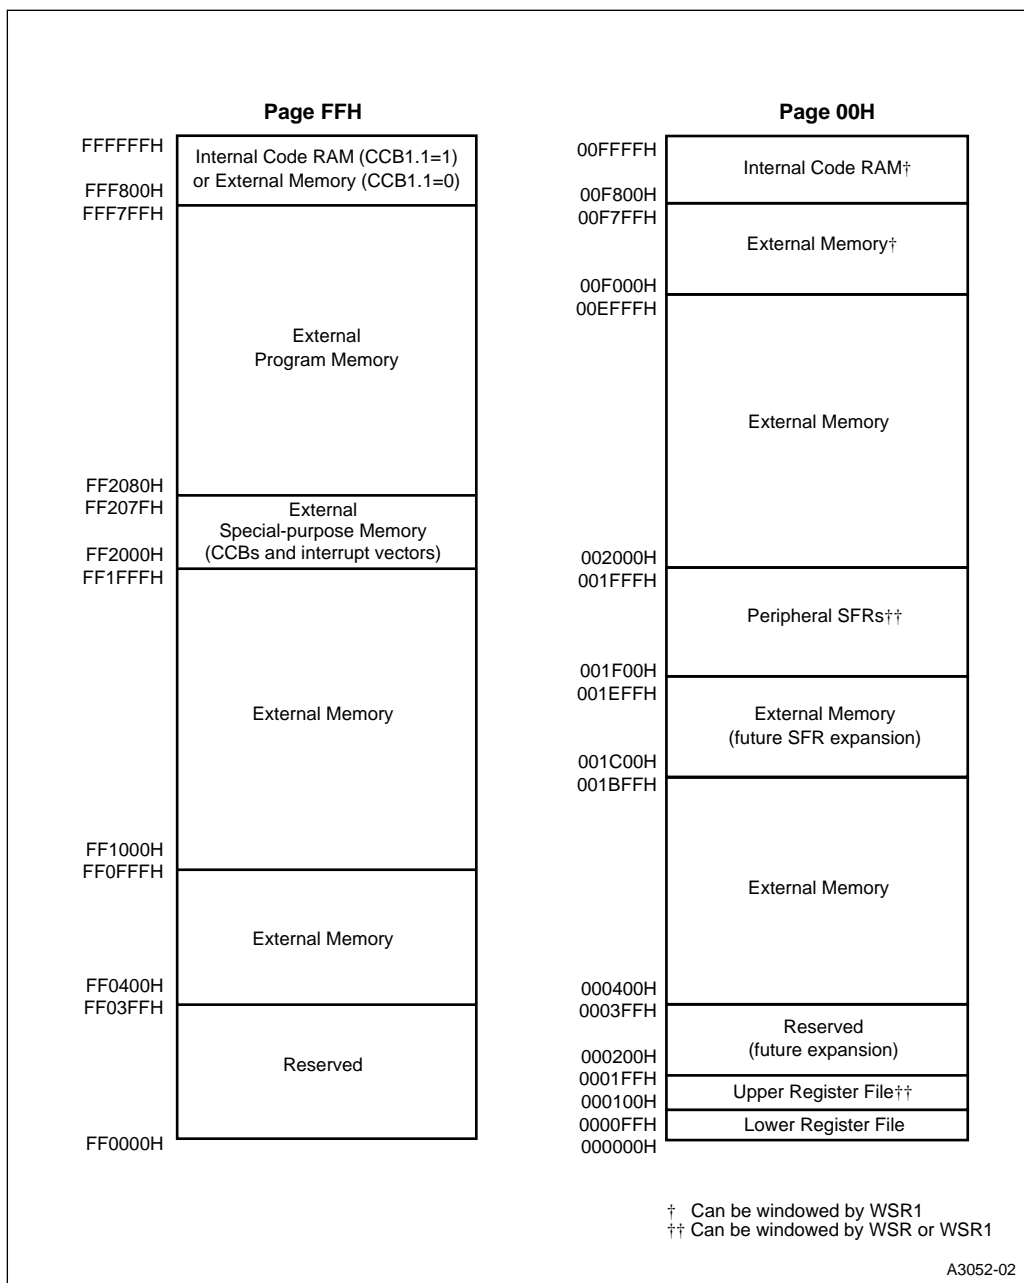 Page FFH
FFFFFFH
Internal Code RAM (CCB1.1=1)
or External Memory (CCB1.1=0)
FFF800H
FFF7FFH
External
Program Memory
FF2080H
FF207FH
External
Special-purpose Memory
(CCBs and interrupt vectors)
FF2000H
FF1FFFH
External Memory
FF1000H
FF0FFFH
External Memory
FF0400H
FF03FFH
Reserved
FF0000H
Page 00H
00FFFFH
Internal Code RAM†
00F800H
00F7FFH
External Memory†
00F000H
00EFFFH
External Memory
002000H
001FFFH
Peripheral SFRs††
001F00H
001EFFH
External Memory
(future SFR expansion)
001C00H
001BFFH
External Memory
000400H
0003FFH
Reserved
(future expansion)
000200H
0001FFH
Upper Register File††
000100H
0000FFH
Lower Register File
000000H
† Can be windowed by WSR1
†† Can be windowed by WSR or WSR1
A3052-02